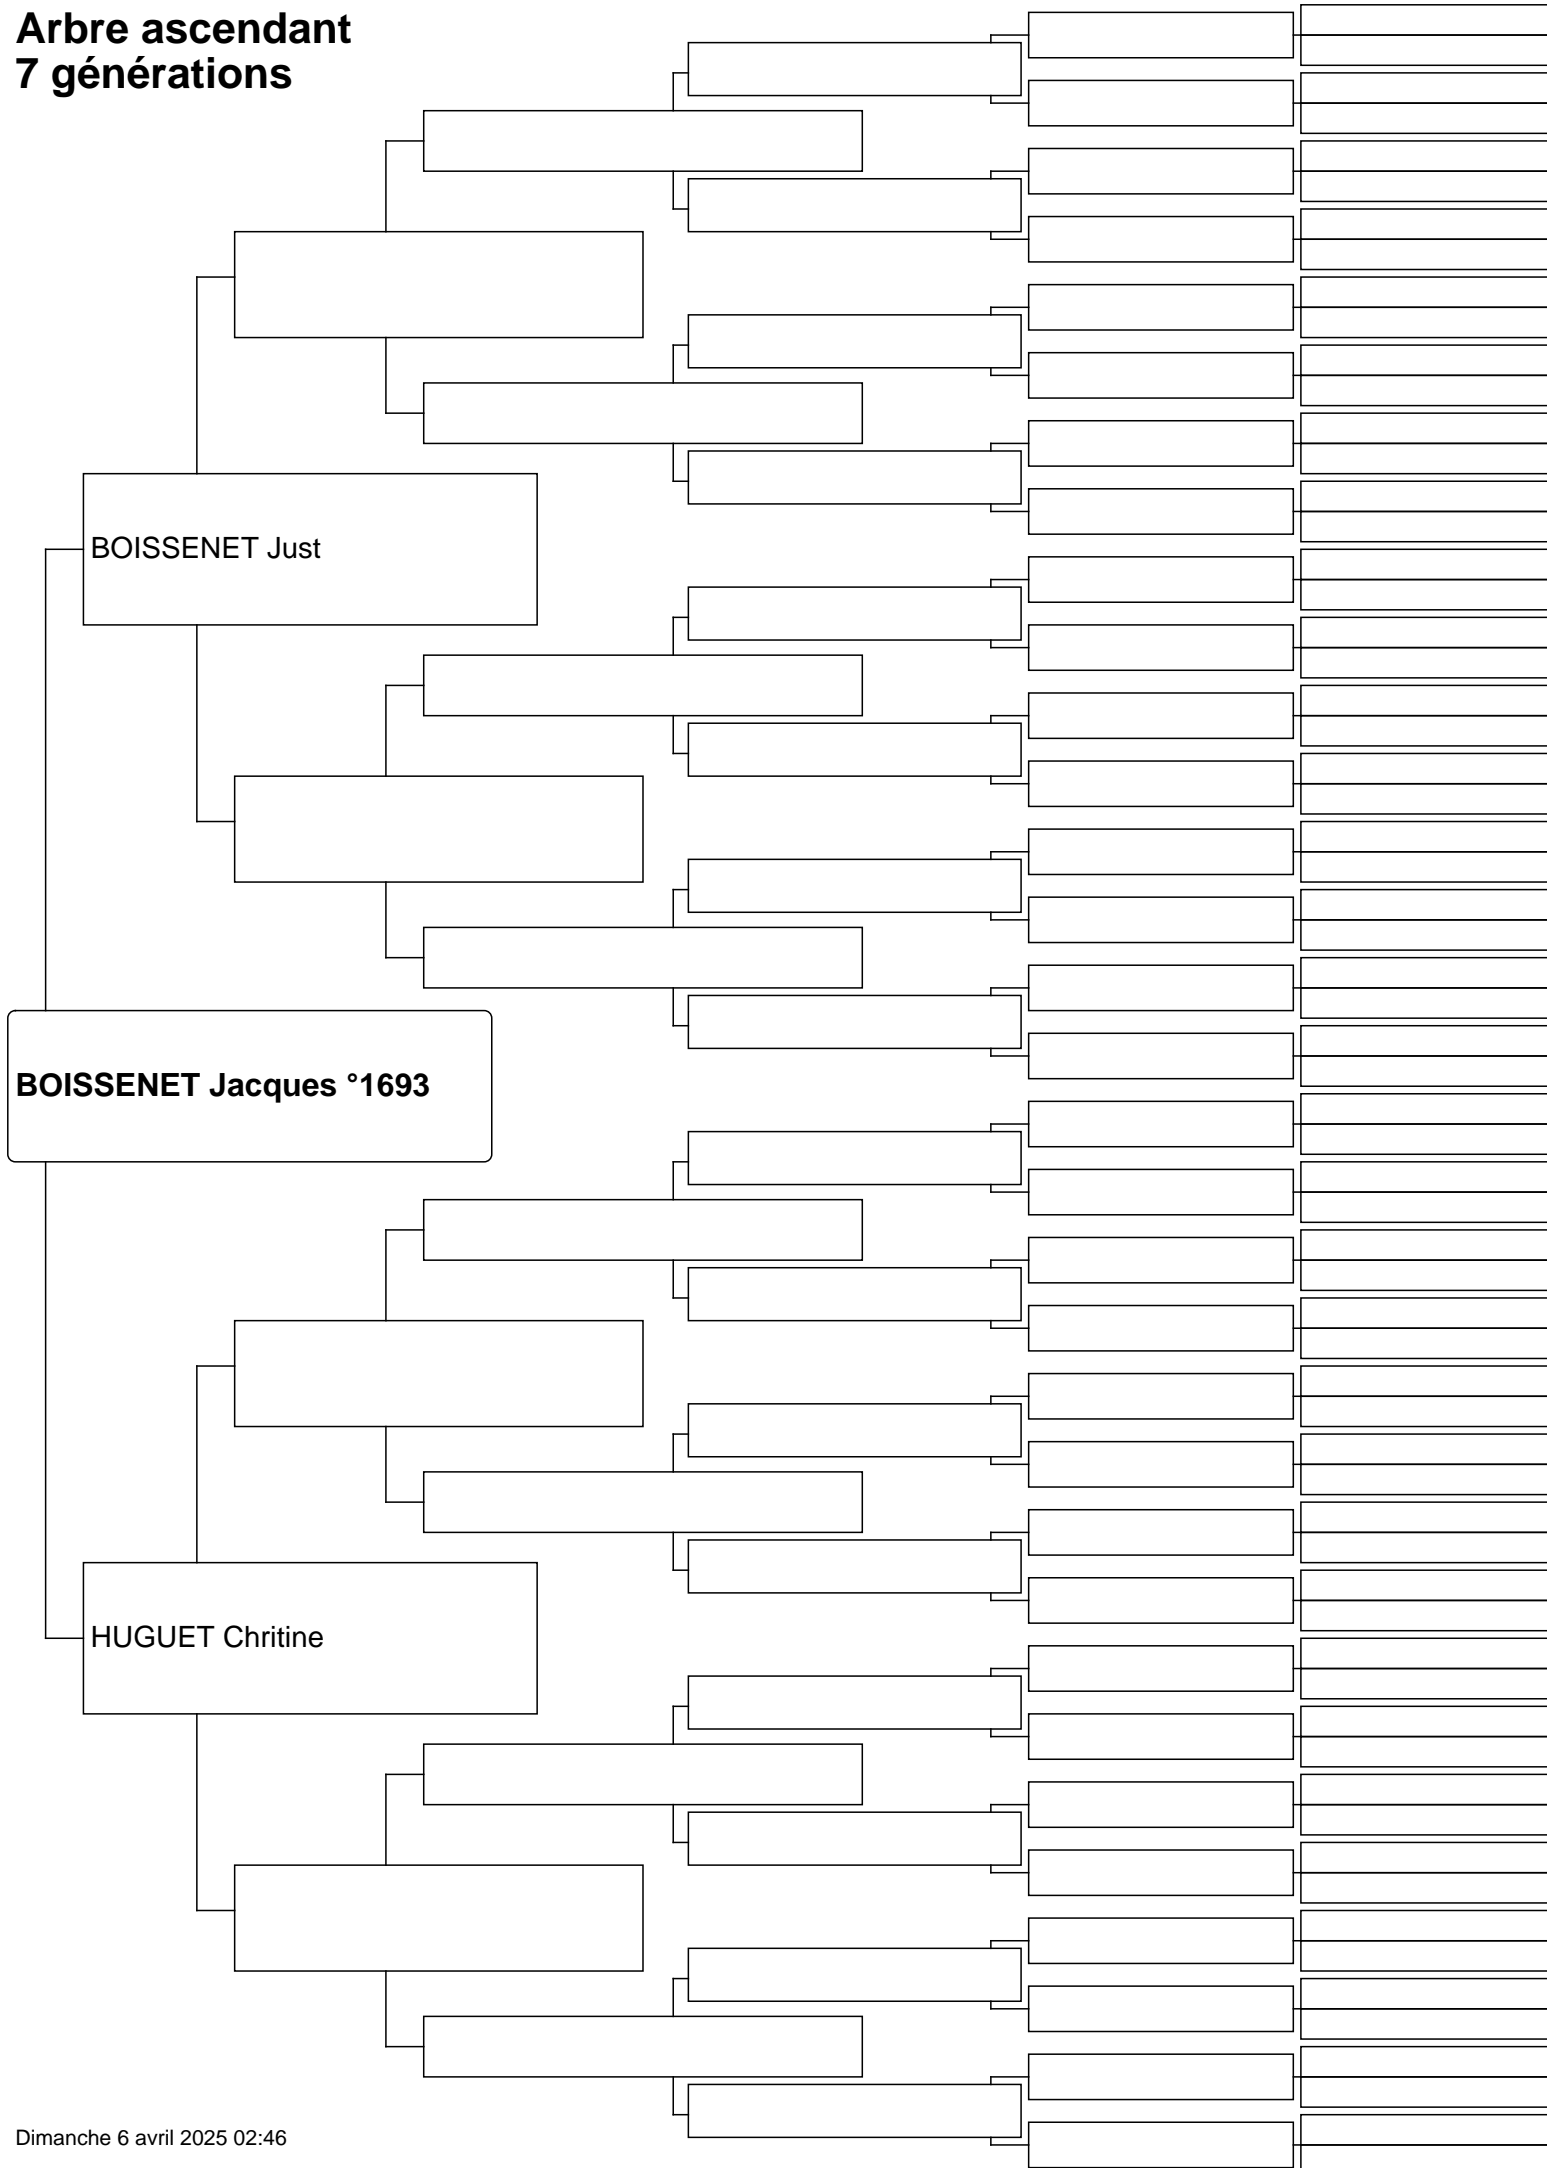 Arbre ascendant
7 générations
BOISSENET Just
BOISSENET Jacques °1693
HUGUET Chritine
Dimanche 6 avril 2025 02:46